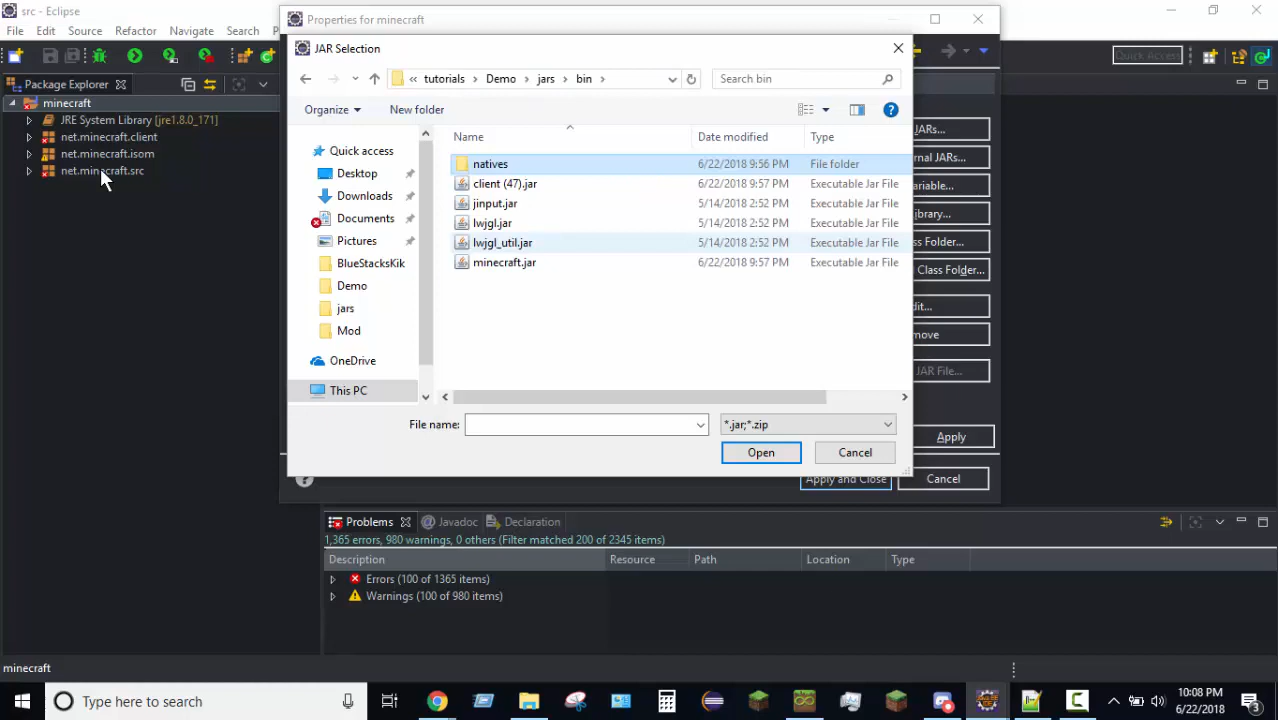 src - Eclipse
File Edit Source Refactor Navigate Search
Quick Access
Package Explorer
minecraft
JRE System Library [jre1.8.0_171]
net.minecraft.client
net.minecraft.isom
net.minecraft.src
Properties for minecraft
JAR Selection
« tutorials > Demo > jars > bin >
Search bin
Organize
New folder
Quick access
Desktop
Downloads
Documents
Pictures
BlueStacksKik
Demo
jars
Mod
OneDrive
This PC
Name Date modified Type
natives 6/22/2018 9:56 PM File folder
client (47).jar 6/22/2018 9:57 PM Executable Jar File
jinput.jar 5/14/2018 2:52 PM Executable Jar File
lwjgl.jar 5/14/2018 2:52 PM Executable Jar File
lwjgl_util.jar 5/14/2018 2:52 PM Executable Jar File
minecraft.jar 6/22/2018 9:57 PM Executable Jar File
File name:
*.jar;*.zip
Open
Cancel
JARs...
nal JARs...
ariable...
ibrary...
s Folder...
Class Folder...
dit...
move
JAR File...
Apply
Apply and Close
Cancel
Problems
@ Javadoc
Declaration
1,365 errors, 980 warnings, 0 others (Filter matched 200 of 2345 items)
Description Resource Path Location Type
Errors (100 of 1365 items)
Warnings (100 of 980 items)
minecraft
Type here to search
10:08 PM
6/22/2018
3